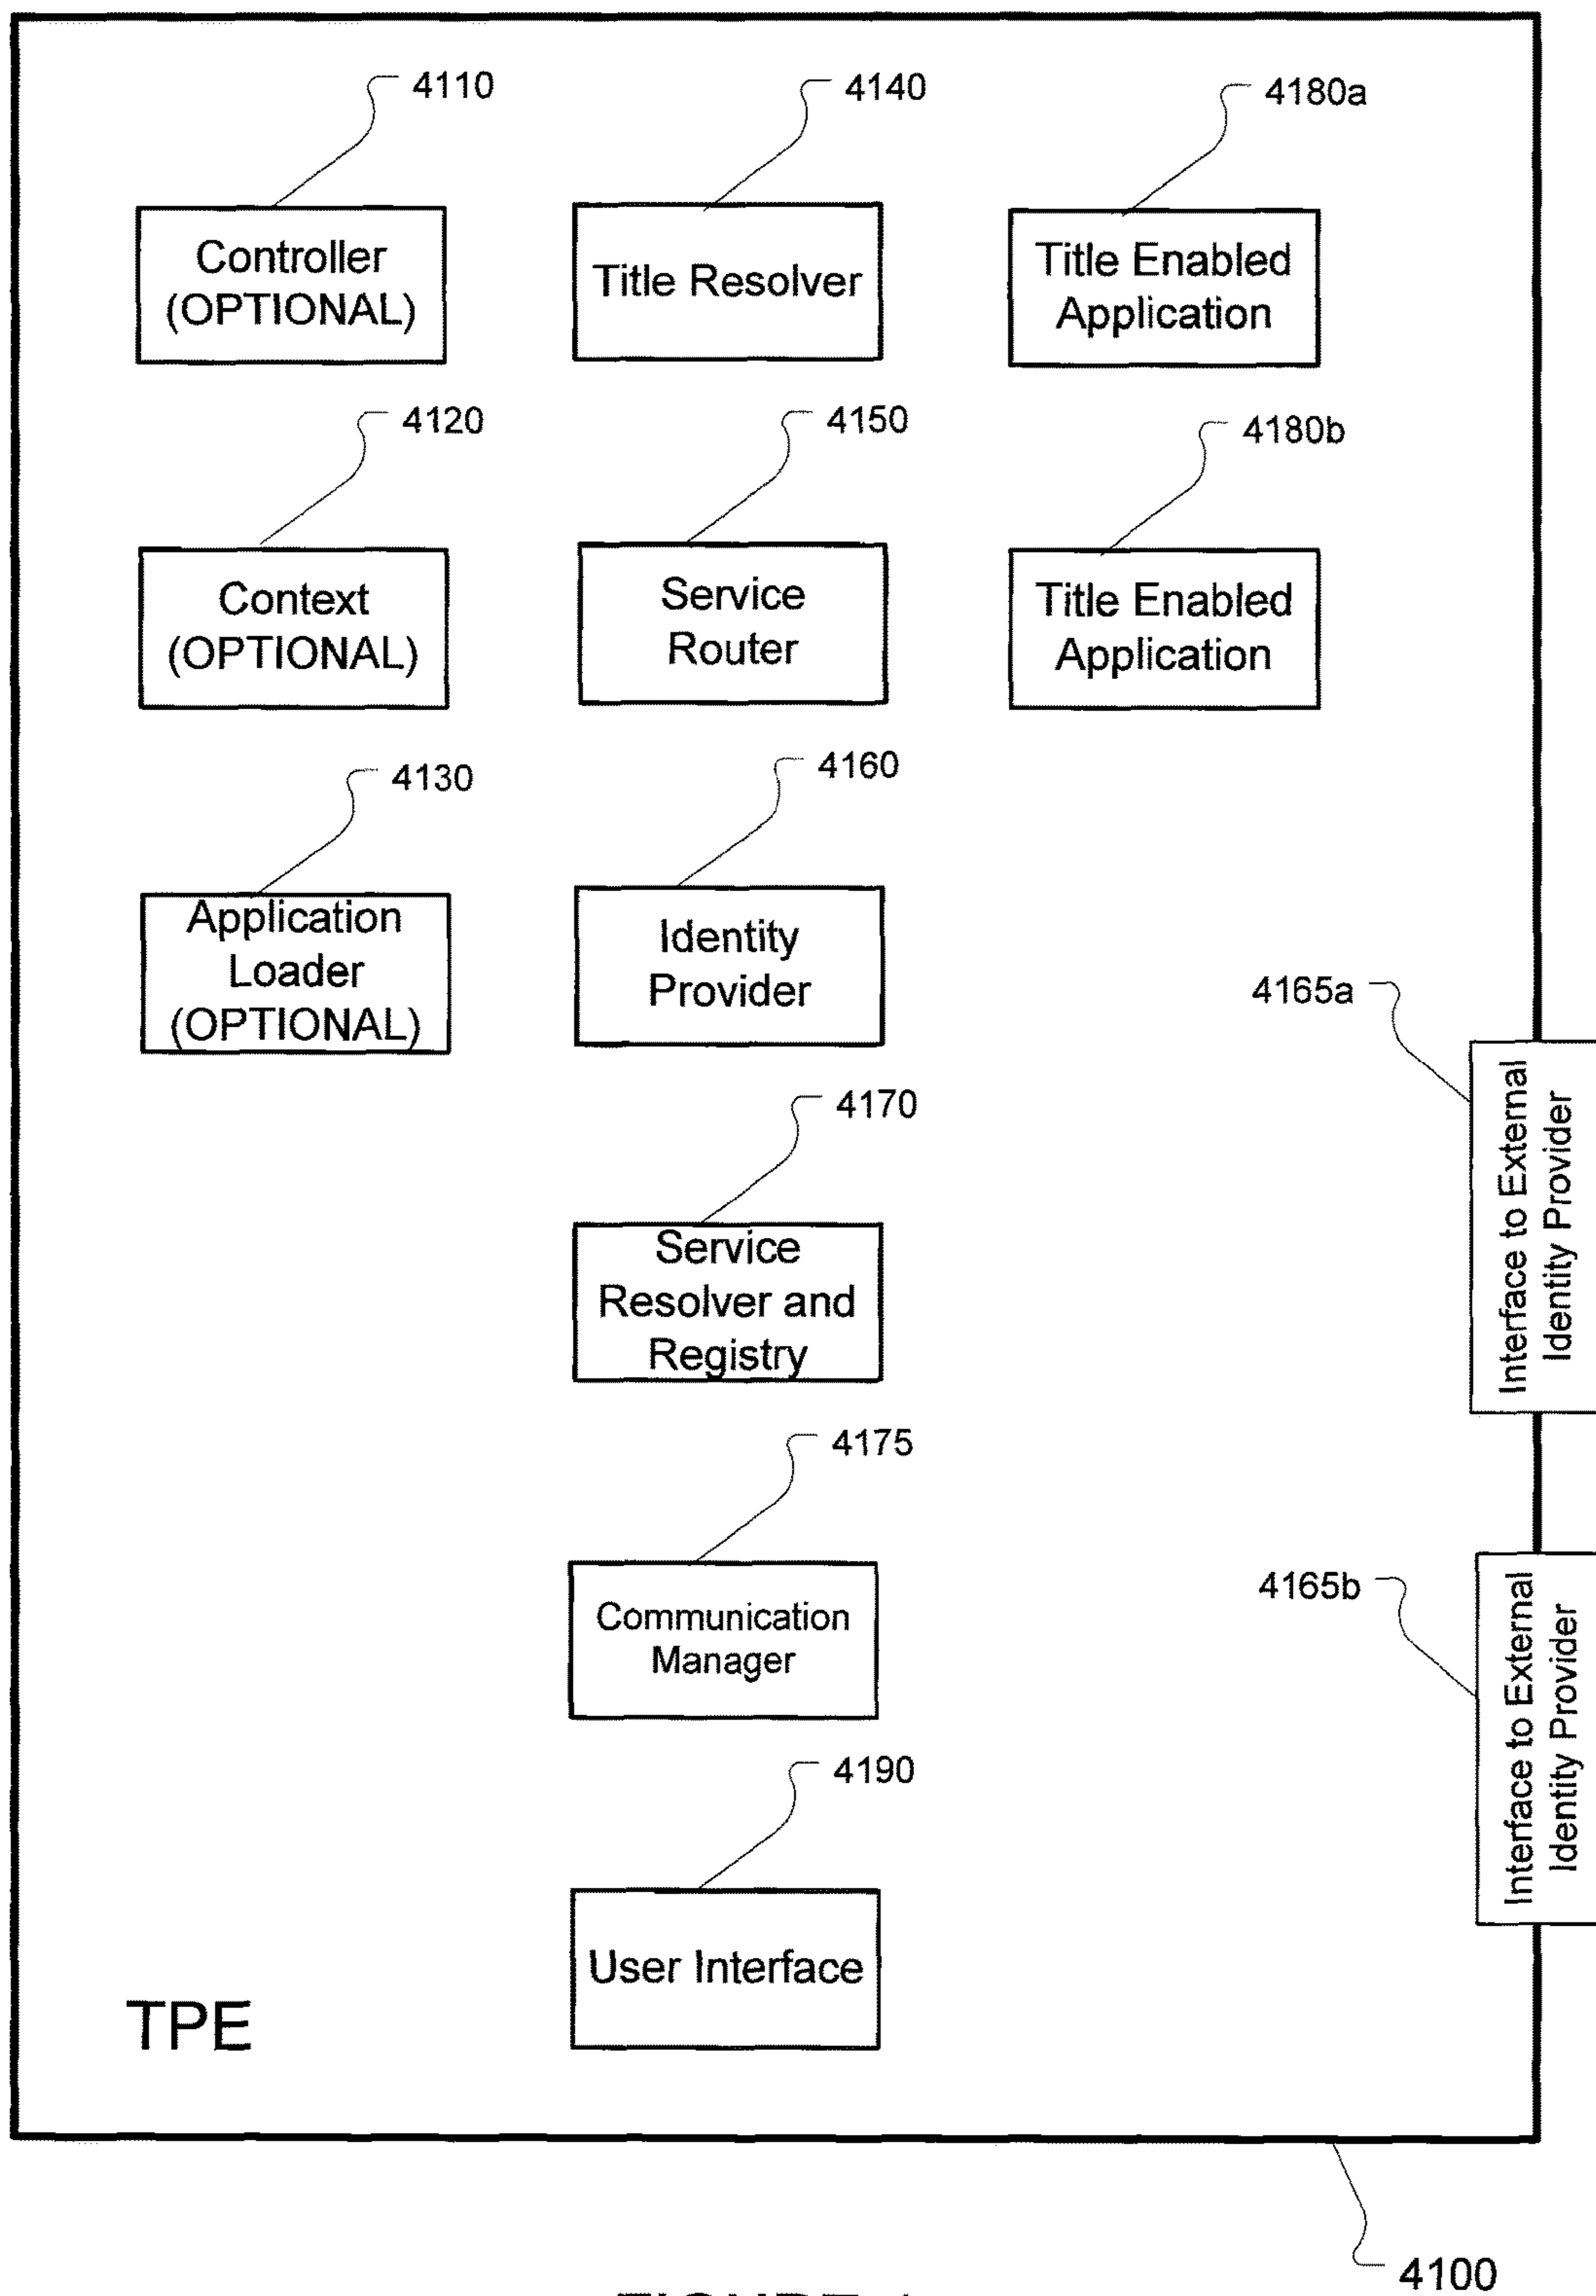 4110
4140
4180a
Controller
(OPTIONAL)
Title Resolver
Title Enabled
Application
4120
4150
4180b
Context
(OPTIONAL)
Service
Router
Title Enabled
Application
4130
4160
Application
Loader
(OPTIONAL)
Identity
Provider
4165a
Interface to External
Identity Provider
4170
Service
Resolver and
Registry
4175
Communication
Manager
4165b
Interface to External
Identity Provider
4190
User Interface
TPE
4100